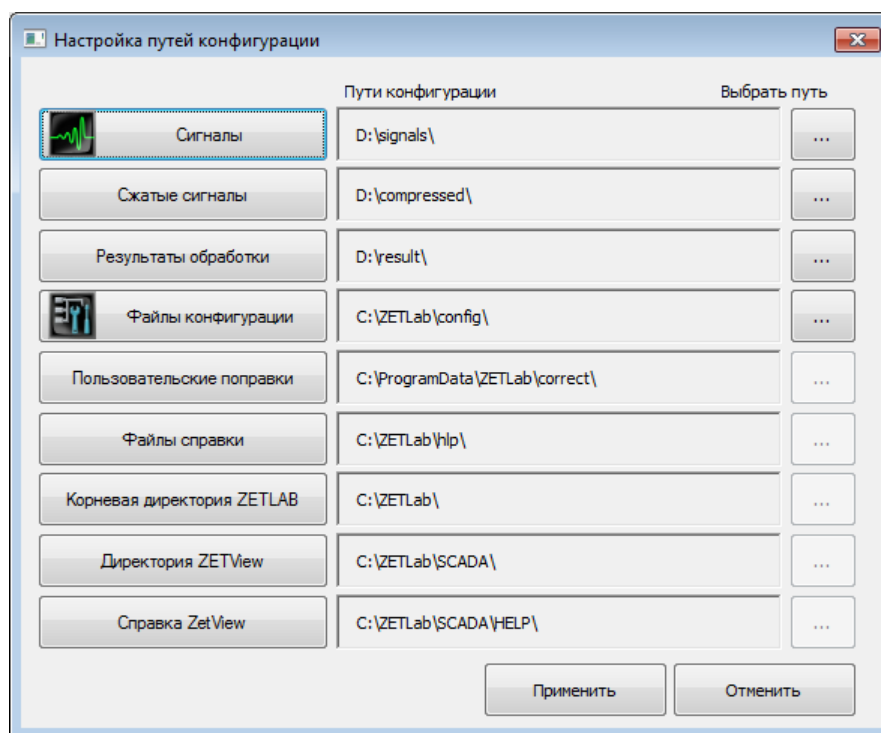 Настройка путей конфигурации
Пути конфигурации Выбрать путь
Сигналы D:\signals\ ...
Сжатые сигналы D:\compressed\ ...
Результаты обработки D:\result\ ...
Файлы конфигурации C:\ZETLab\config\ ...
Пользовательские поправки C:\ProgramData\ZETLab\correct\ ...
Файлы справки C:\ZETLab\hlp\ ...
Корневая директория ZETLAB C:\ZETLab\ ...
Директория ZETView C:\ZETLab\SCADA\ ...
Справка ZetView C:\ZETLab\SCADA\HELP\ ...
Применить Отменить